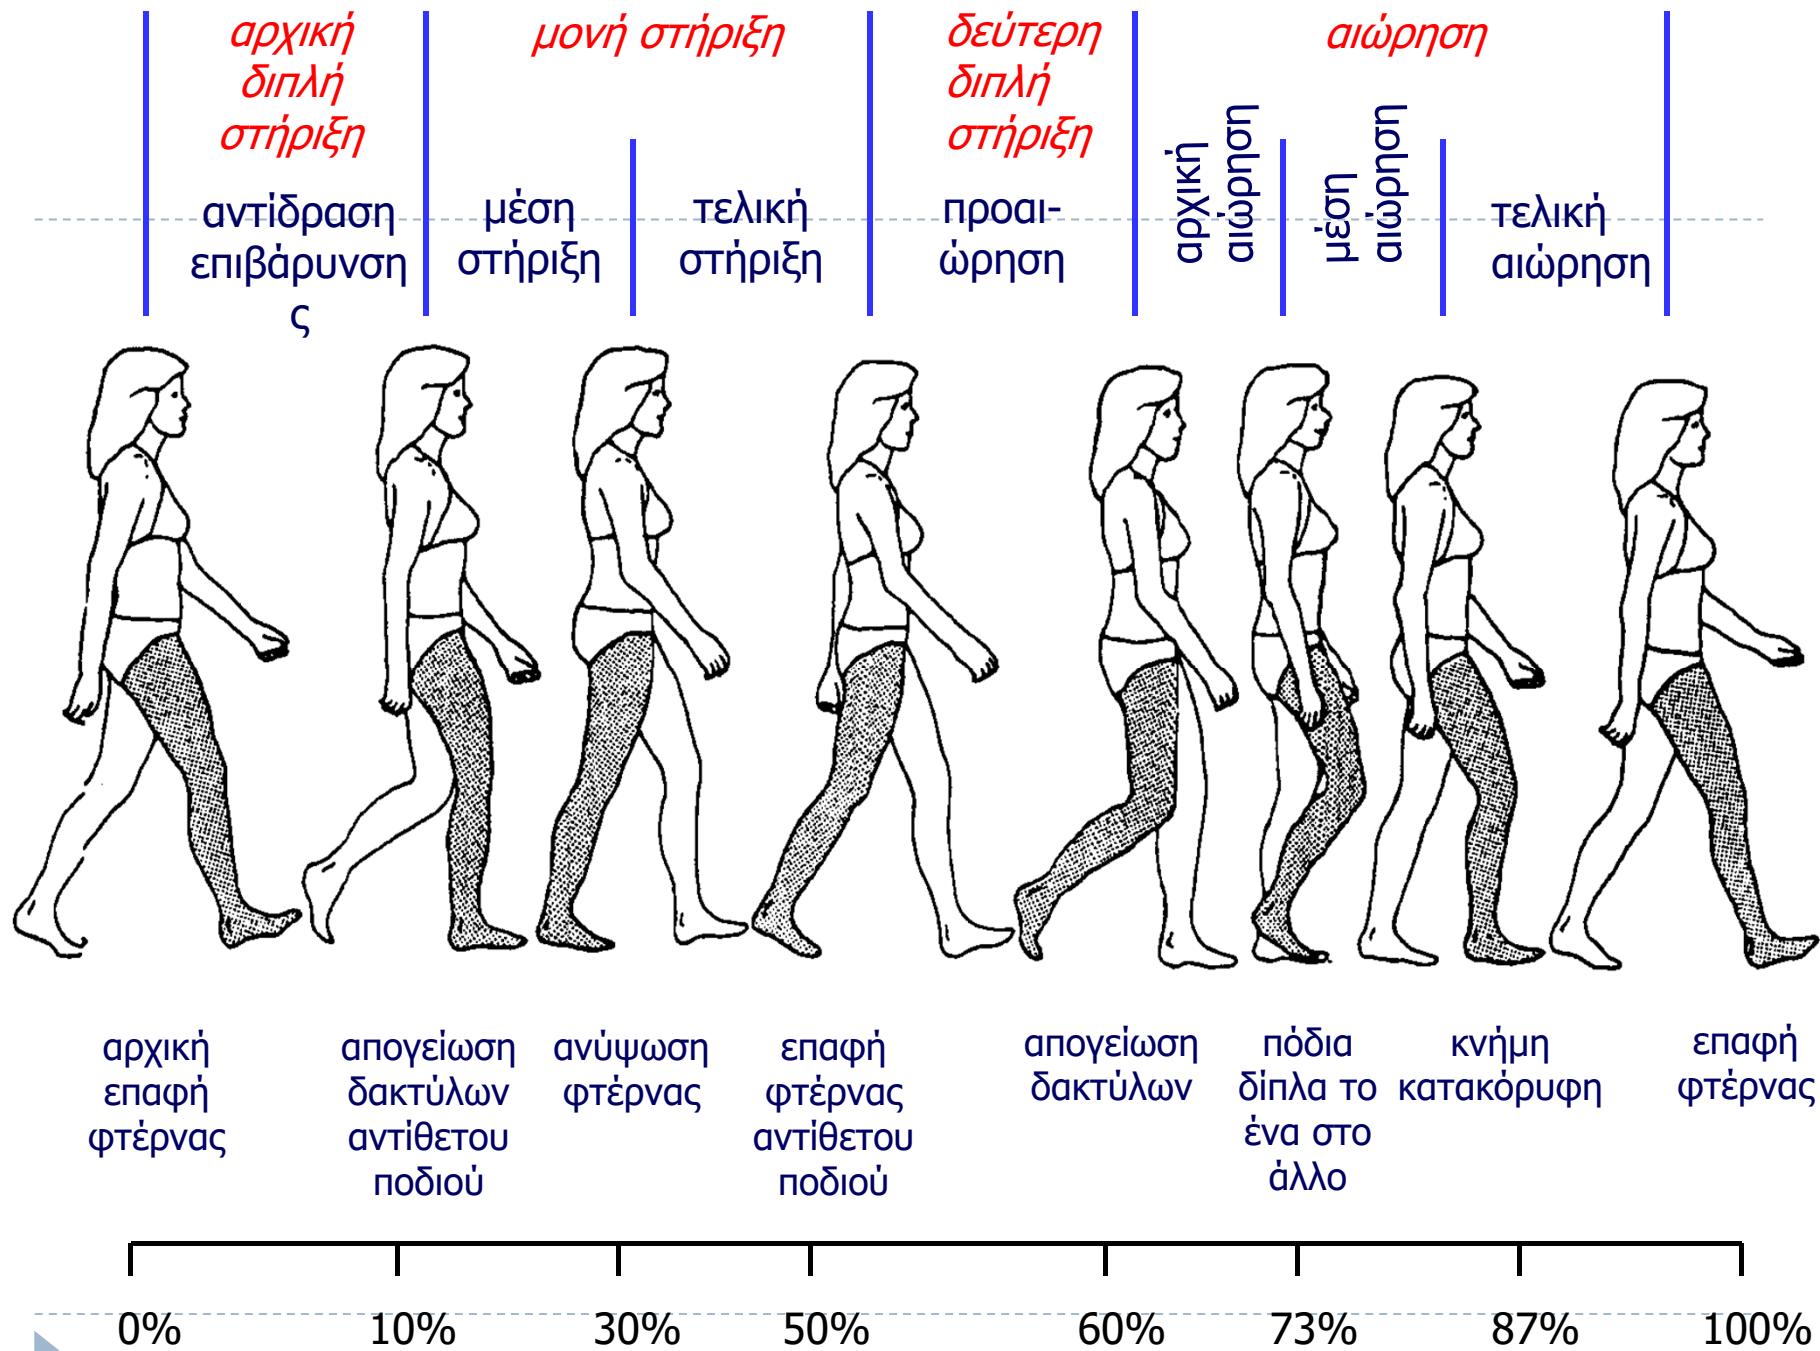 αρχική
διπλή
στήριξη
μονή στήριξη
δεύτερη
διπλή
στήριξη
αιώρηση
αντίδραση
επιβάρυνση
ς
μέση
στήριξη
τελική
στήριξη
προαι-
ώρηση
αρχική
αιώρηση
μέση
αιώρηση
τελική
αιώρηση
αρχική
επαφή
φτέρνας
απογείωση
δακτύλων
αντίθετου
ποδιού
ανύψωση
φτέρνας
επαφή
φτέρνας
αντίθετου
ποδιού
απογείωση
δακτύλων
πόδια
δίπλα το
ένα στο
άλλο
κνήμη
κατακόρυφη
επαφή
φτέρνας
0% 10% 30% 50% 60% 73% 87% 100%